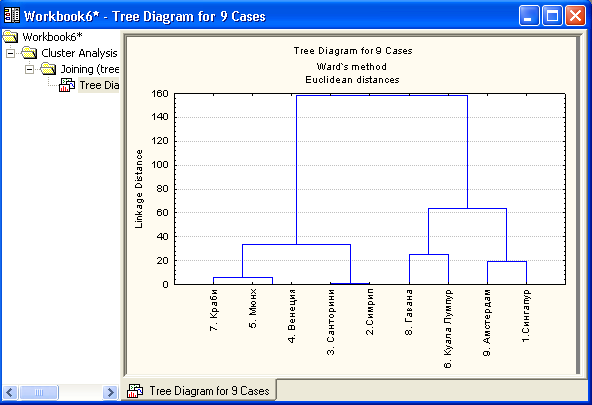 Workbook6* - Tree Diagram for 9 Cases
Workbook6*
Cluster Analysis
Joining (tree
Tree Dia
Tree Diagram for 9 Cases
Ward`s method
Euclidean distances
Linkage Distance
160
140
120
100
80
60
40
20
0
7. Краби
5. Мюнх
4. Венеция
3. Санторини
2.Симрип
8. Гавана
6. Куала Лумпур
9. Амстердам
1.Сингапур
Tree Diagram for 9 Cases